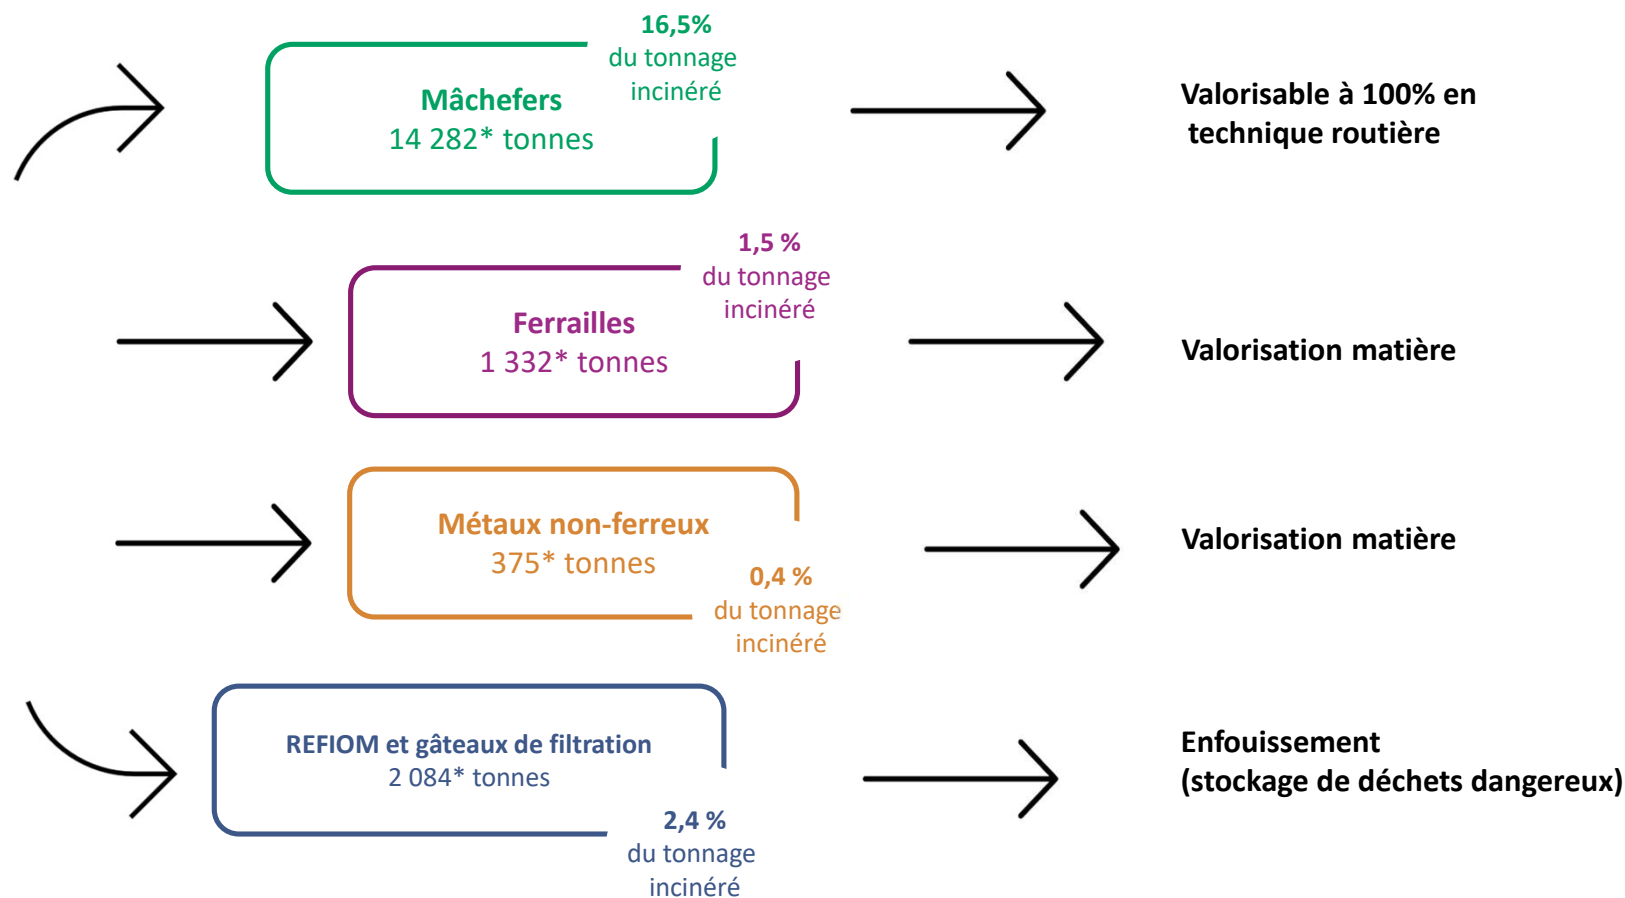 16,5%
du tonnage
incinéré
Mâchefers
14 282* tonnes
Valorisable à 100% en
technique routière
1,5 %
du tonnage
incinéré
Ferrailles
1 332* tonnes
Valorisation matière
Métaux non-ferreux
375* tonnes
0,4 %
du tonnage
incinéré
Valorisation matière
REFIOM et gâteaux de filtration
2 084* tonnes
2,4 %
du tonnage
incinéré
Enfouissement
(stockage de déchets dangereux)